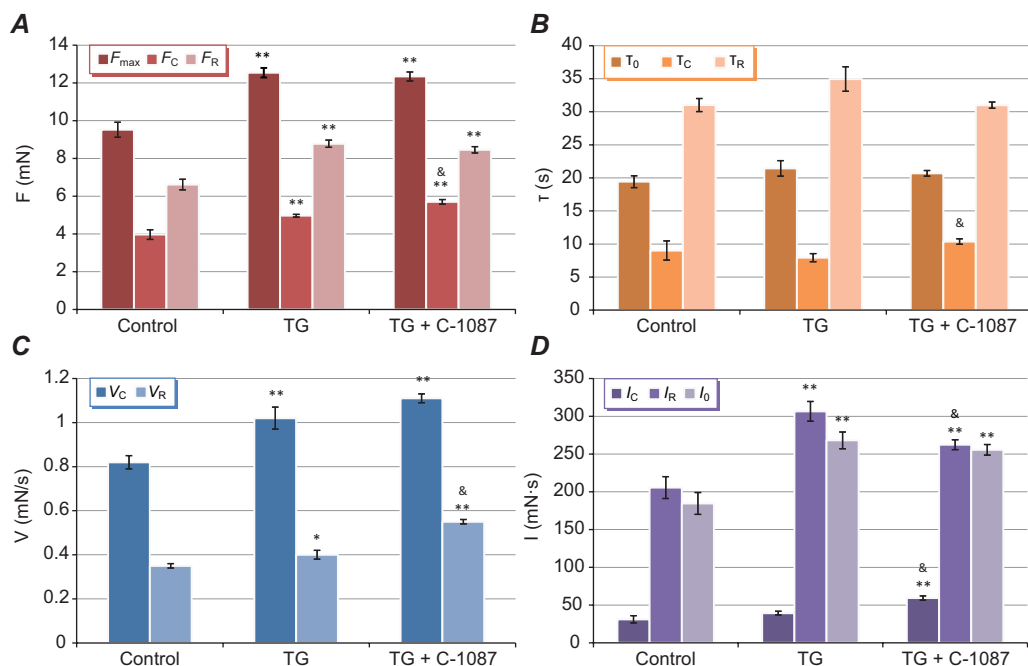 A
F (mN)
14
12
10
8
6
4
2
0
Fmax FC FR
** **
** **
** & **
Control TG TG + C-1087
B
τ (s)
40
35
30
25
20
15
10
5
0
τ0 τC τR
&
Control TG TG + C-1087
C
V (mN/s)
1.2
1
0.8
0.6
0.4
0.2
0
VC VR
** **
* & **
Control TG TG + C-1087
D
I (mN·s)
350
300
250
200
150
100
50
0
IC IR I0
** **
& ** **
& **
Control TG TG + C-1087